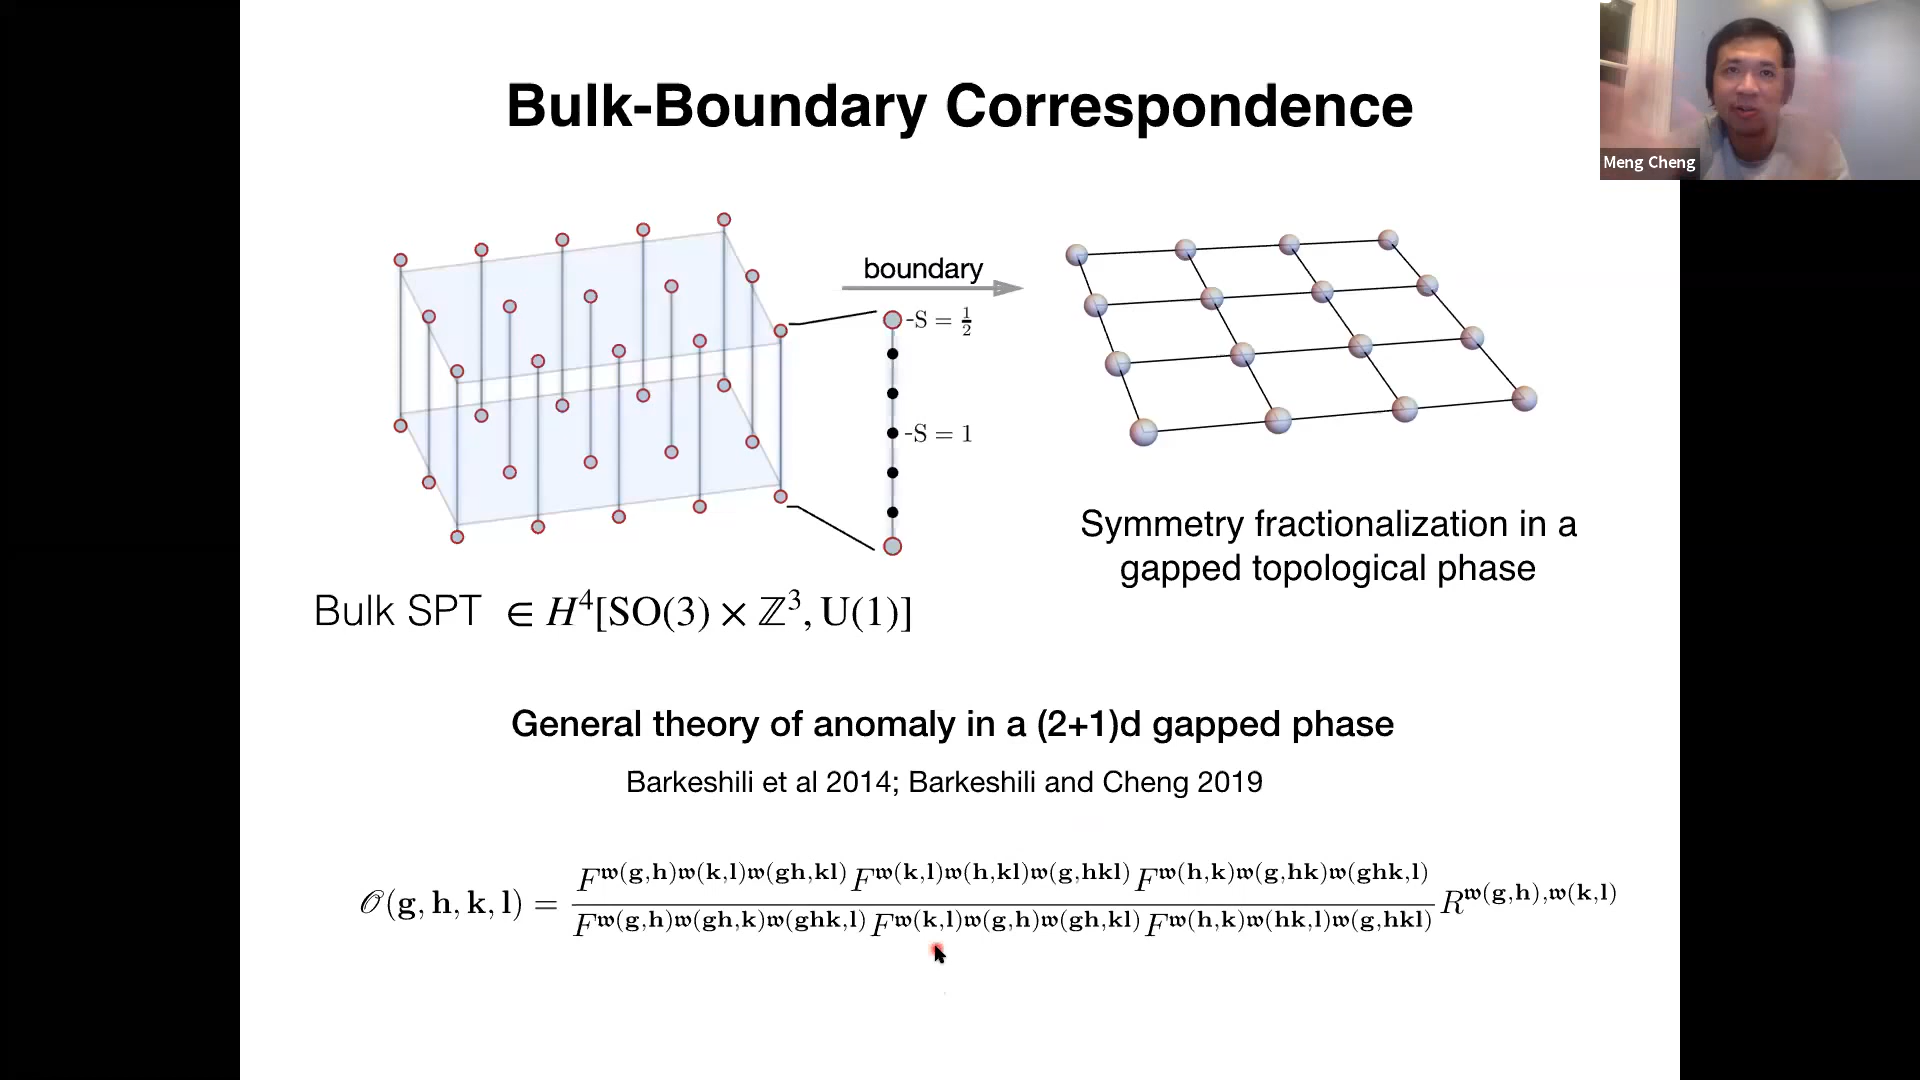 Bulk-Boundary Correspondence
Meng Cheng
boundary
-S = 1/2
-S = 1
Symmetry fractionalization in a
gapped topological phase
Bulk SPT ∈ H⁴[SO(3) × ℤ³, U(1)]
General theory of anomaly in a (2+1)d gapped phase
Barkeshili et al 2014; Barkeshili and Cheng 2019
𝒪(g, h, k, l) = \frac{F^{𝔴(g,h)𝔴(k,l)𝔴(gh,kl)} F^{𝔴(k,l)𝔴(h,kl)𝔴(g,hkl)} F^{𝔴(h,k)𝔴(g,hk)𝔴(ghk,l)}}{F^{𝔴(g,h)𝔴(gh,k)𝔴(ghk,l)} F^{𝔴(k,l)𝔴(g,h)𝔴(gh,kl)} F^{𝔴(h,k)𝔴(hk,l)𝔴(g,hkl)}} R^{𝔴(g,h),𝔴(k,l)}